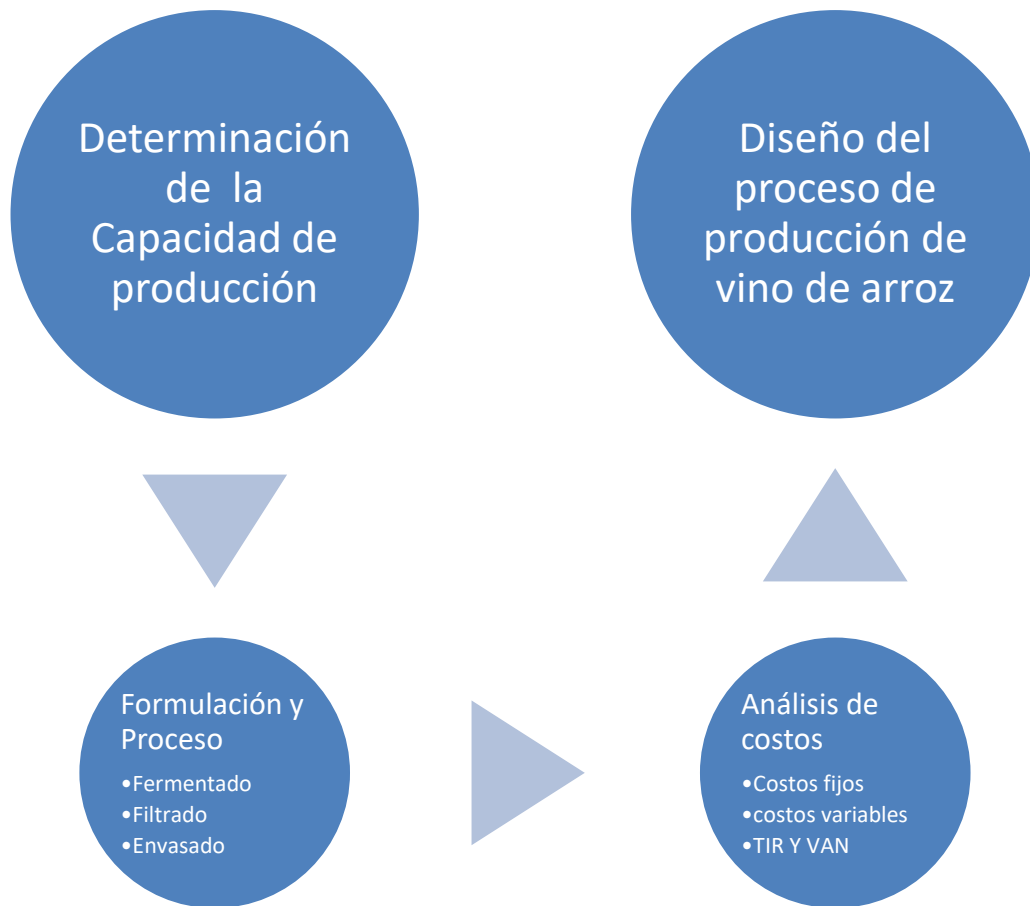 Determinación
de la
Capacidad de
producción
Formulación y
Proceso
•Fermentado
•Filtrado
•Envasado
Análisis de
costos
•Costos fijos
•costos variables
•TIR Y VAN
Diseño del
proceso de
producción de
vino de arroz